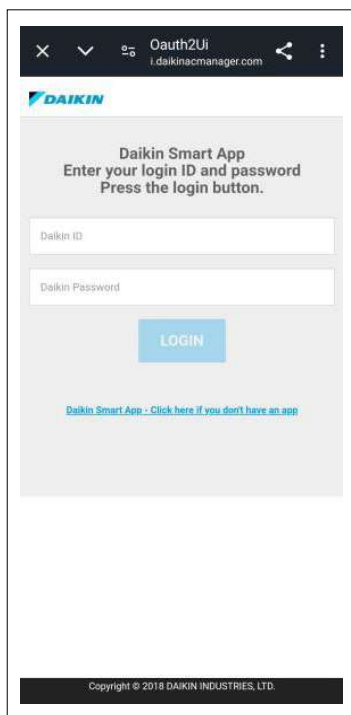 Oauth2Ui
i.daikinacmanager.com
DAIKIN
Daikin Smart App
Enter your login ID and password
Press the login button.
Daikin ID
Daikin Password
LOGIN
Daikin Smart App - Click here if you don't have an app
Copyright © 2018 DAIKIN INDUSTRIES, LTD.